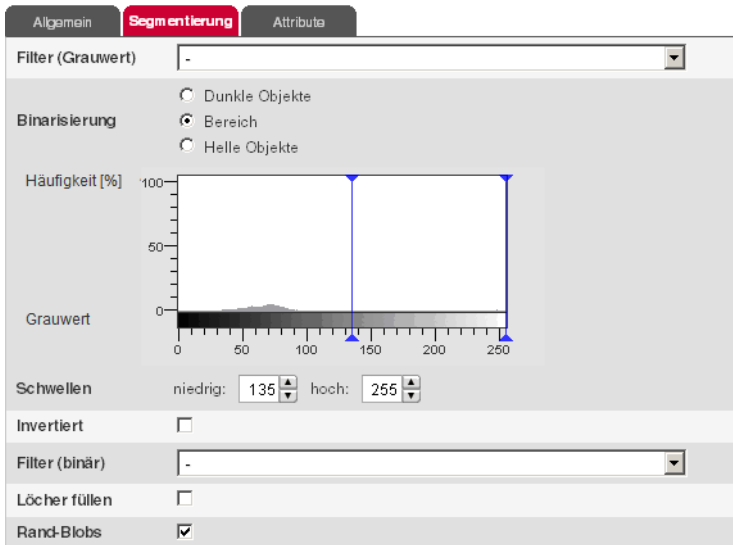 Allgemein Segmentierung Attribute
Filter (Grauwert) -
Dunkle Objekte
Binarisierung Bereich
Helle Objekte
Häufigkeit [%] 100
50
0
Grauwert
0 50 100 150 200 250
Schwellen niedrig: 135 hoch: 255
Invertiert
Filter (binär) -
Löcher füllen
Rand-Blobs